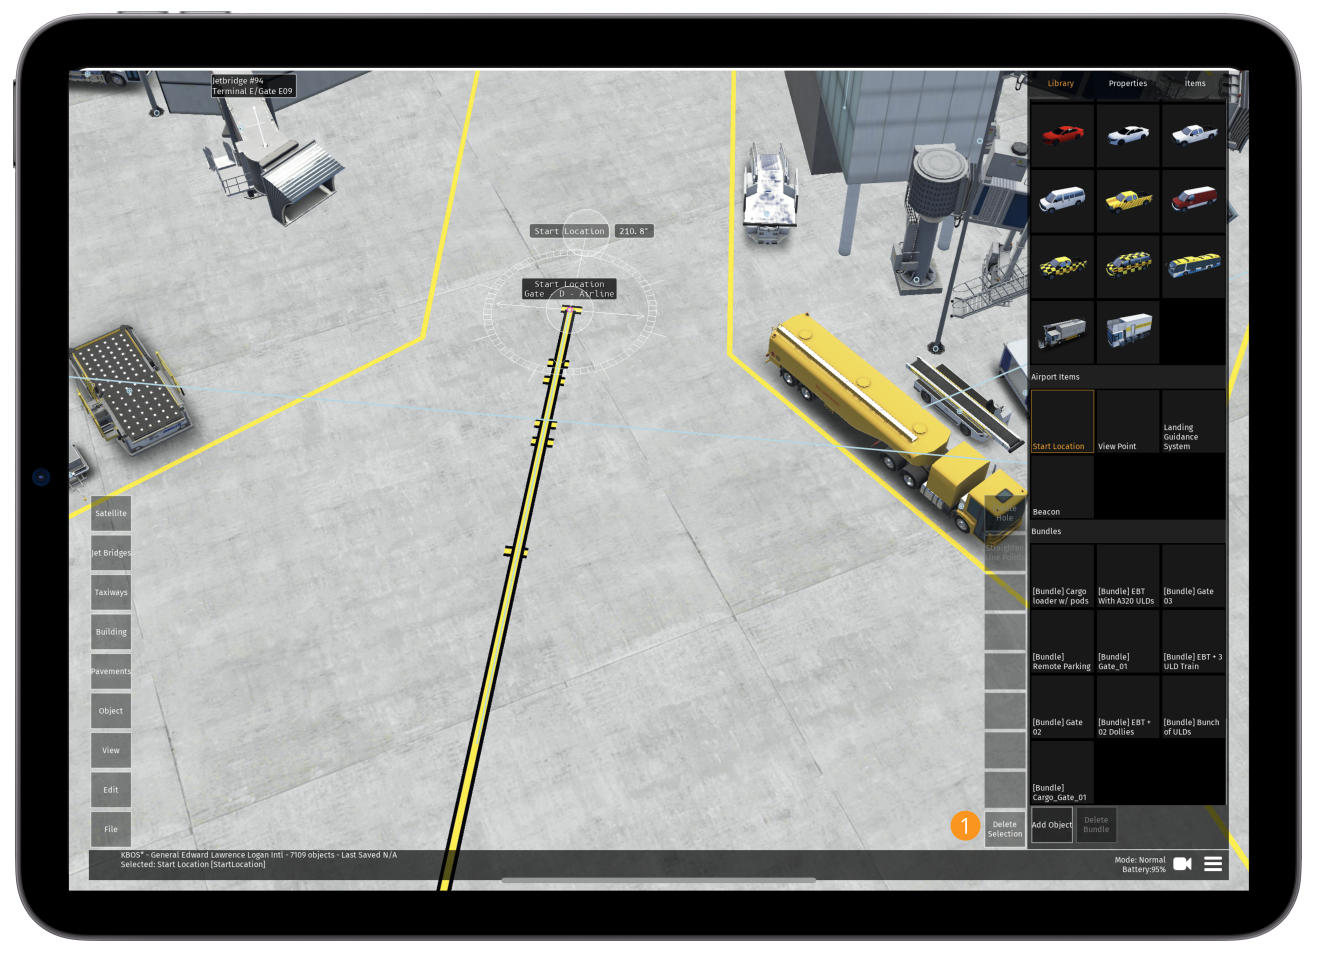 Jetbridge #94
Terminal E/Gate E09
Library
Properties
Items
Start Location
210.8°
Start Location
Gate D - Airline
Airport Items
Start Location
View Point
Landing
Guidance
System
Beacon
Bundles
[Bundle] Cargo
loader w/ pods
[Bundle] EBT
With A320 ULDs
[Bundle] Gate
03
[Bundle]
Remote Parking
[Bundle]
Gate_01
[Bundle] EBT + 3
ULD Train
[Bundle] Gate
02
[Bundle] EBT +
02 Dollies
[Bundle] Bunch
of ULDs
[Bundle]
Cargo_Gate_01
Satellite
Jet Bridges
Taxiways
Building
Pavements
Object
View
Edit
File
Hole
Straighten
1
Delete
Selection
Add Object
Delete
Bundle
KBOS* - General Edward Lawrence Logan Intl - 7109 objects - Last Saved N/A
Selected: Start Location [StartLocation]
Mode: Normal
Battery:95%